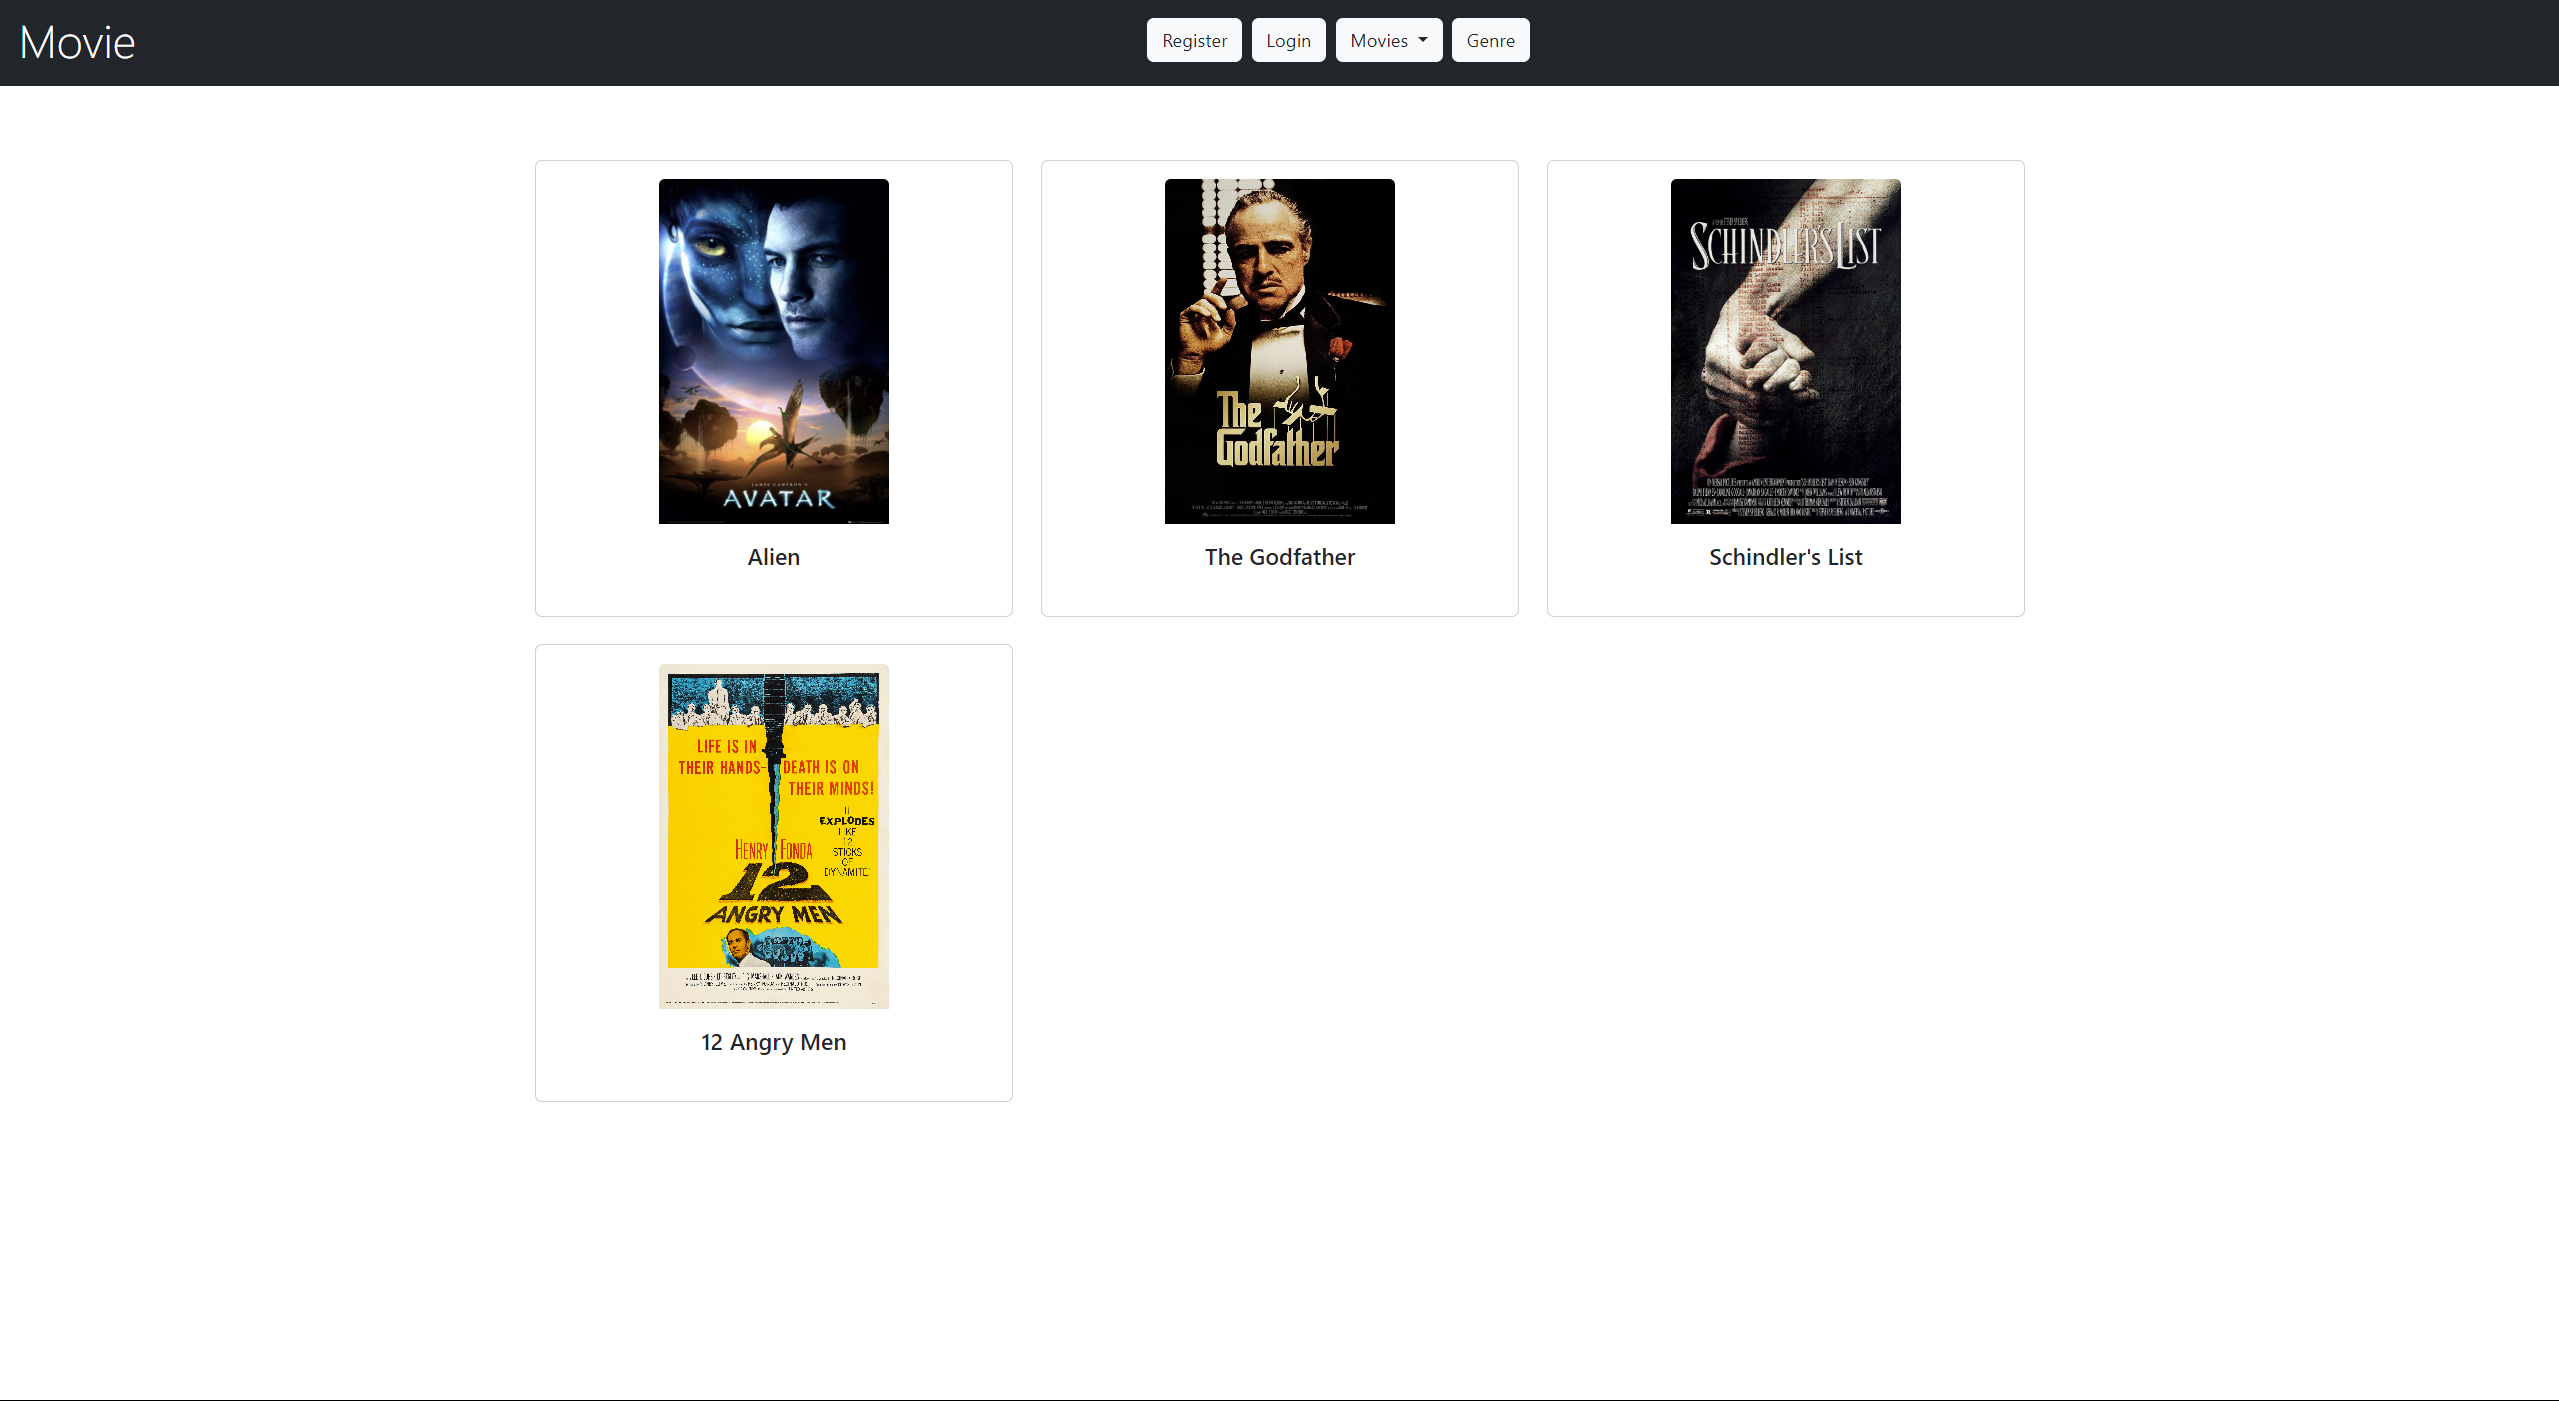 Movie
Register
Login
Movies
Genre
JAMES CAMERON'S
AVATAR
Alien
The
Godfather
The Godfather
SCHINDLER'S LIST
Schindler's List
LIFE IS IN
THEIR HANDS-
DEATH IS ON
THEIR MINDS!
IT
EXPLODES
LIKE
12
STICKS
OF
DYNAMITE
HENRY FONDA
12
ANGRY MEN
12 Angry Men